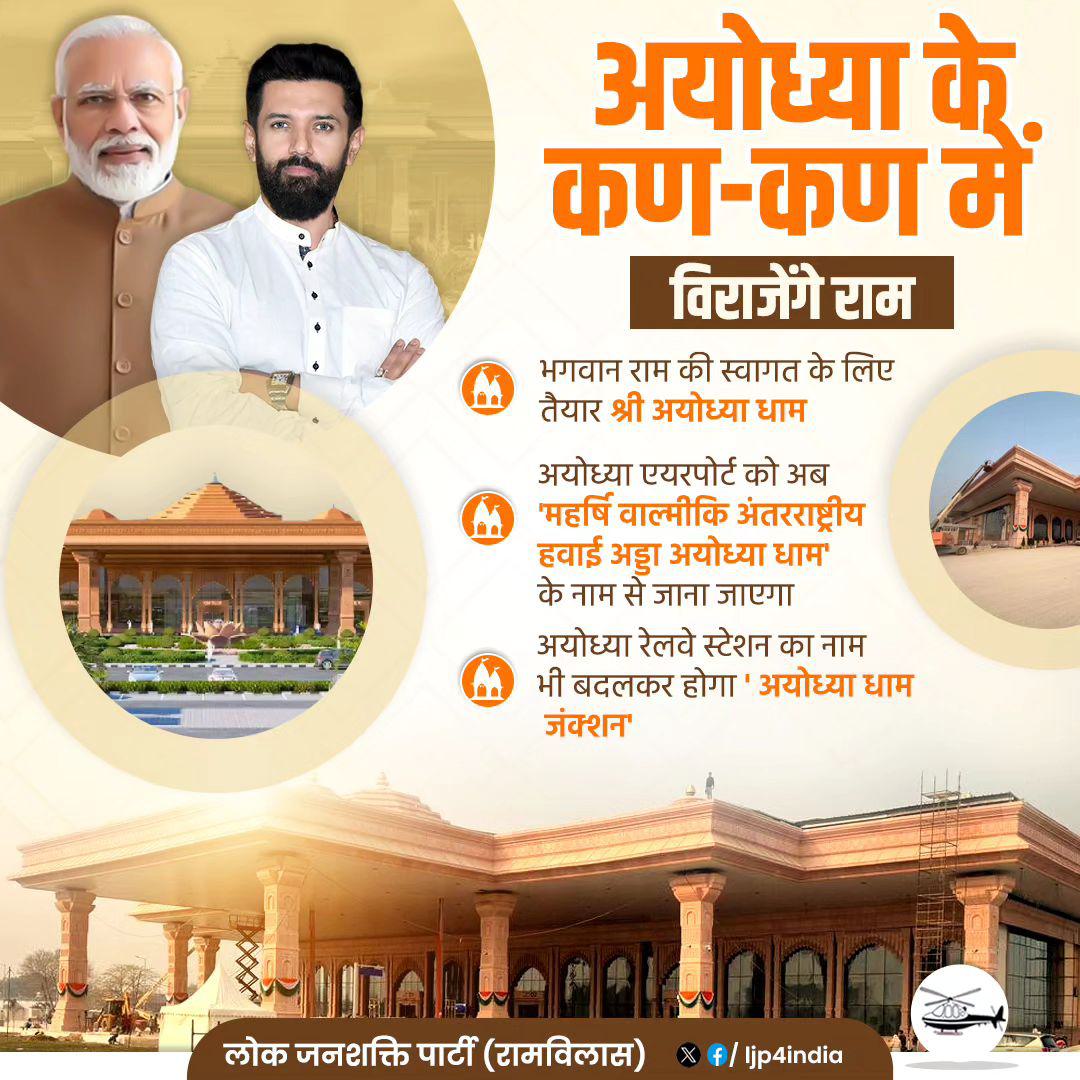 अयोध्या के
कण-कण में
विराजेंगे राम
भगवान राम की स्वागत के लिए
तैयार श्री अयोध्या धाम
अयोध्या एयरपोर्ट को अब
'महर्षि वाल्मीकि अंतरराष्ट्रीय
हवाई अड्डा अयोध्या धाम'
के नाम से जाना जाएगा
अयोध्या रेलवे स्टेशन का नाम
भी बदलकर होगा ' अयोध्या धाम
जंक्शन'
लोक जनशक्ति पार्टी (रामविलास) X f / ljp4india